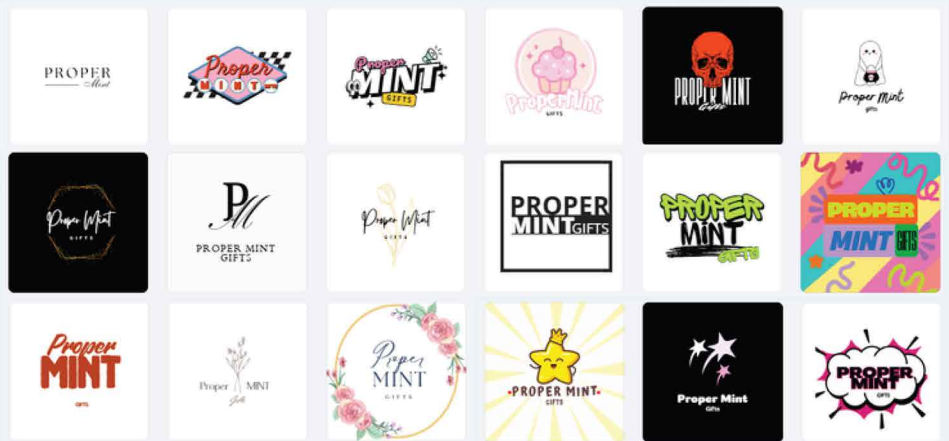 PROPER
Mint
Proper
MINT
Proper
MINT
GIFTS
ProperMint
GIFTS
PROPER MINT
Gifts
Proper Mint
gifts
Proper Mint
GIFTS
PM
PROPER MINT
GIFTS
Proper Mint
GIFTS
PROPER
MINT GIFTS
PROPER
MINT
GIFTS
PROPER
MINT GIFTS
Proper
MINT
GIFTS
Proper MINT
Gifts
Proper
MINT
GIFTS
•PROPER MINT•
GIFTS
Proper Mint
Gifts
PROPER
MINT
GIFTS